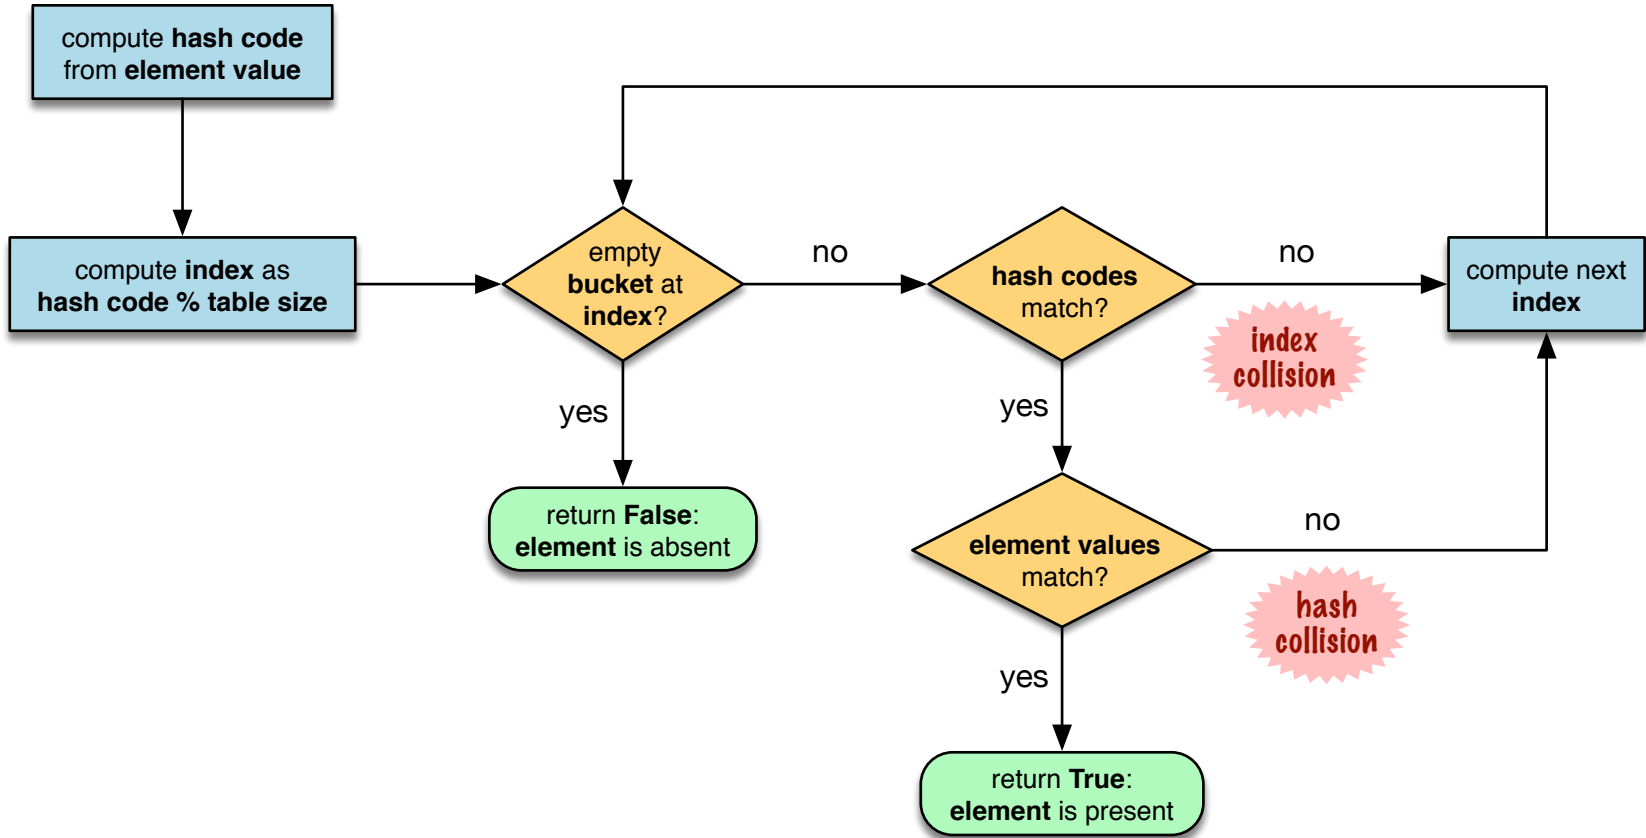 compute hash code
from element value
compute index as
hash code % table size
empty
bucket at
index?
no
hash codes
match?
no
compute next
index
index
collision
yes
yes
return False:
element is absent
element values
match?
no
hash
collision
yes
return True:
element is present